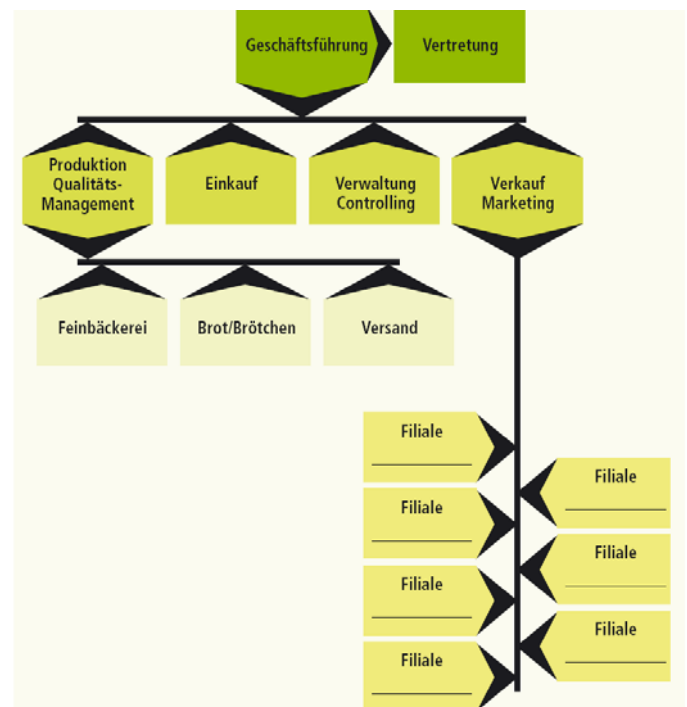 Geschäftsführung
Vertretung
Produktion
Qualitäts-
Management
Einkauf
Verwaltung
Controlling
Verkauf
Marketing
Feinbäckerei
Brot/Brötchen
Versand
Filiale
Filiale
Filiale
Filiale
Filiale
Filiale
Filiale